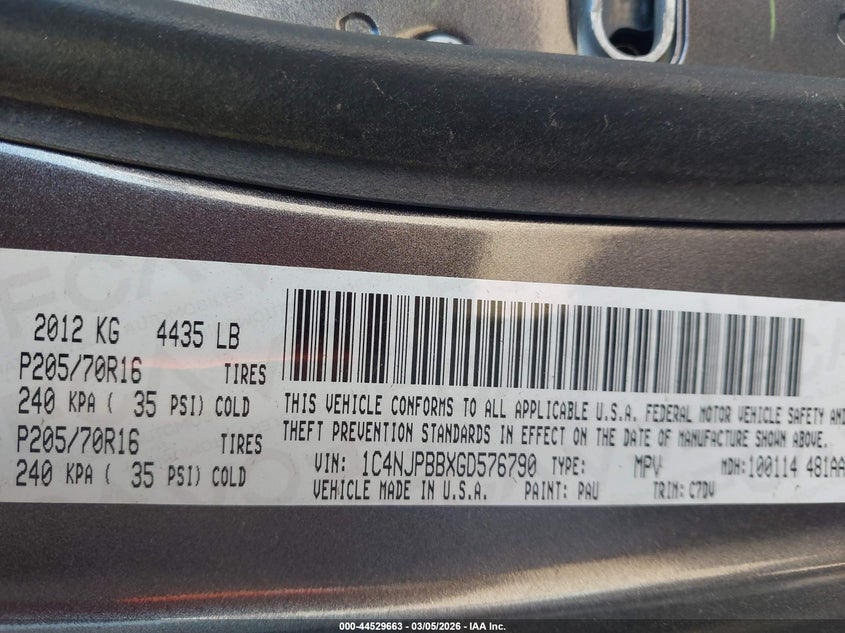 2012 KG 4435 LB
P205/70R16 TIRES
240 KPA ( 35 PSI) COLD
P205/70R16 TIRES
240 KPA ( 35 PSI) COLD
THIS VEHICLE CONFORMS TO ALL APPLICABLE U.S.A. FEDERAL MOTOR VEHICLE SAFETY AND
THEFT PREVENTION STANDARDS IN EFFECT ON THE DATE OF MANUFACTURE SHOWN ABOVE.
VIN: 1C4NJPBBXGD576790 TYPE: MPV MDH:100114 481AA
VEHICLE MADE IN U.S.A. PAINT: PAU TRIM: C7DV
000-44529663 - 03/05/2026 - IAA Inc.